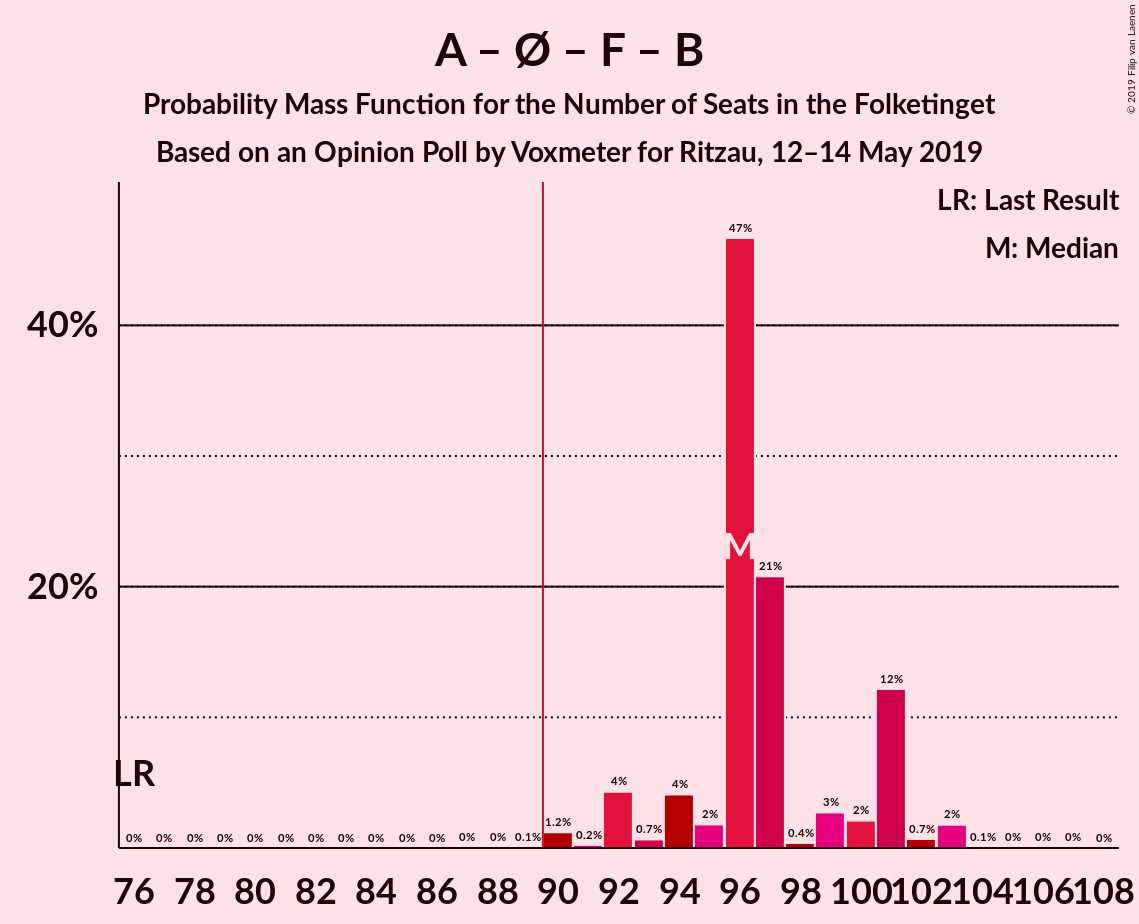 A – Ø – F – B
Probability Mass Function for the Number of Seats in the Folketinget
Based on an Opinion Poll by Voxmeter for Ritzau, 12–14 May 2019
© 2019 Filip van Laenen
LR: Last Result
M: Median
47%
40%
M
21%
20%
12%
LR
4%
4%
3%
2%
2%
2%
0% 0% 0% 0% 0% 0% 0% 0% 0% 0% 0% 0% 0% 0.1% 1.2% 0.2% 0.7% 0.4% 0.7% 0.1% 0% 0% 0% 0%
76 78 80 82 84 86 88 90 92 94 96 98 100 102 104 106 108